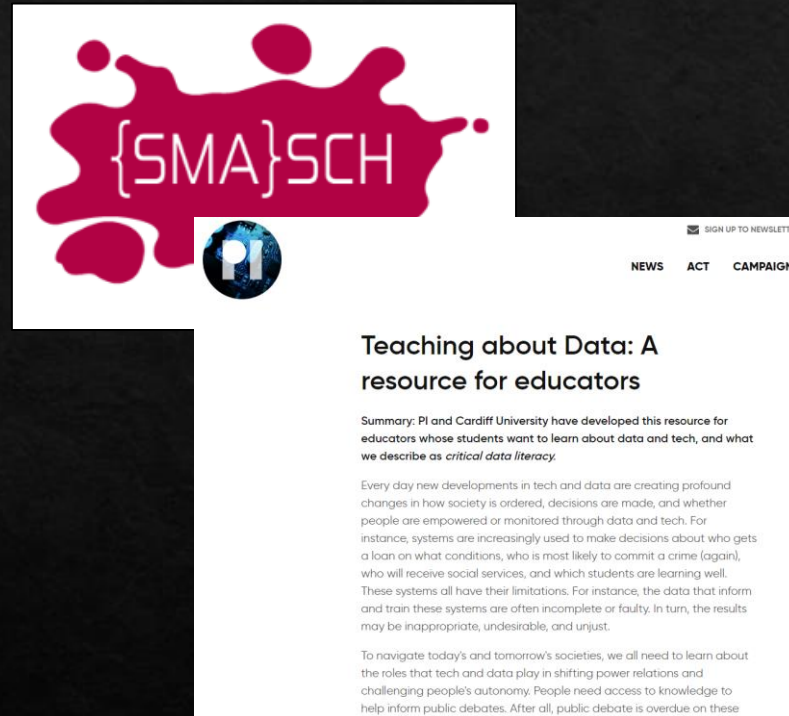 {SMA}SCH
PI
SIGN UP TO NEWSLETT
NEWS ACT CAMPAIGN
Teaching about Data: A
resource for educators
Summary: PI and Cardiff University have developed this resource for
educators whose students want to learn about data and tech, and what
we describe as critical data literacy.
Every day new developments in tech and data are creating profound
changes in how society is ordered, decisions are made, and whether
people are empowered or monitored through data and tech. For
instance, systems are increasingly used to make decisions about who gets
a loan on what conditions, who is most likely to commit a crime (again),
who will receive social services, and which students are learning well.
These systems all have their limitations. For instance, the data that inform
and train these systems are often incomplete or faulty. In turn, the results
may be inappropriate, undesirable, and unjust.
To navigate today's and tomorrow's societies, we all need to learn about
the roles that tech and data play in shifting power relations and
challenging people's autonomy. People need access to knowledge to
help inform public debates. After all, public debate is overdue on these